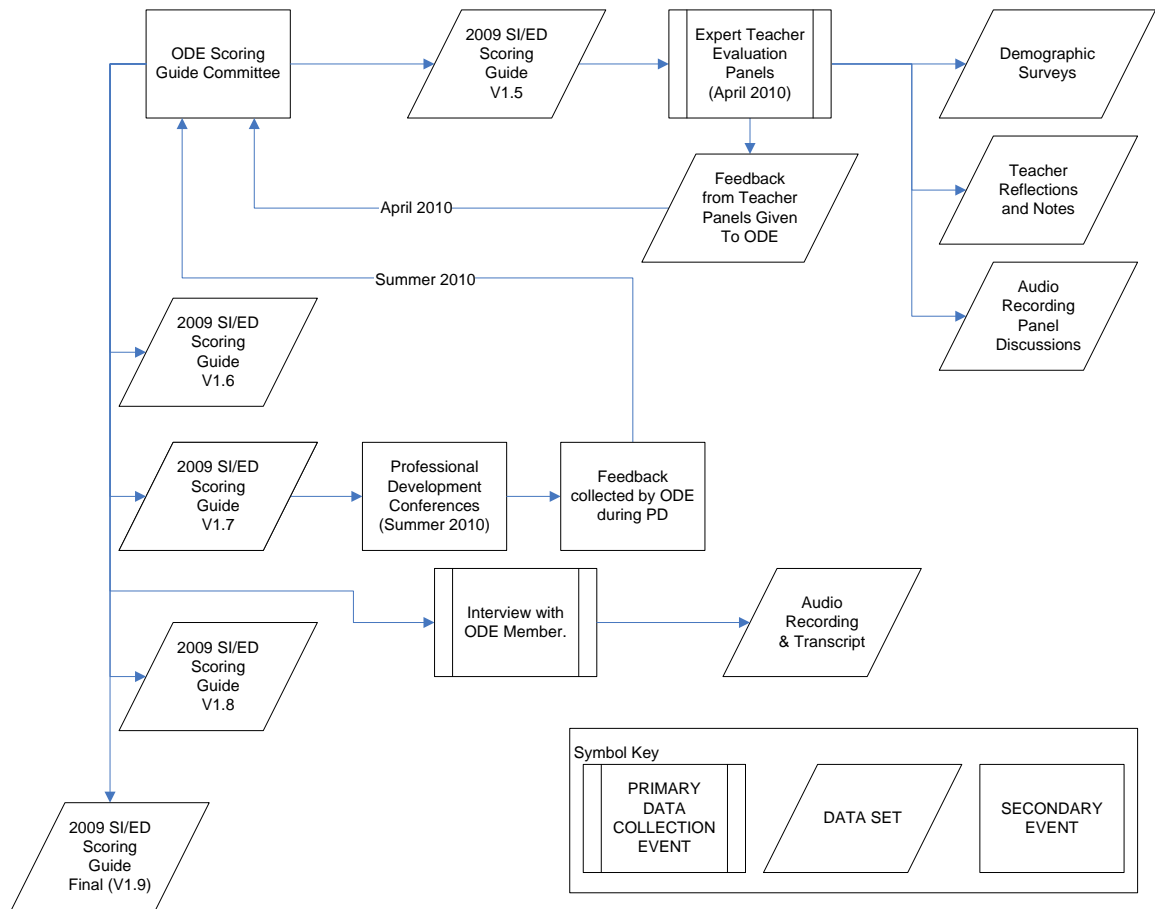 ODE Scoring
Guide Committee
2009 SI/ED
Scoring
Guide
V1.5
Expert Teacher
Evaluation
Panels
(April 2010)
Demographic
Surveys
Teacher
Reflections
and Notes
Audio
Recording
Panel
Discussions
Feedback
from Teacher
Panels Given
To ODE
April 2010
Summer 2010
2009 SI/ED
Scoring
Guide
V1.6
2009 SI/ED
Scoring
Guide
V1.7
Professional
Development
Conferences
(Summer 2010)
Feedback
collected by ODE
during PD
Interview with
ODE Member.
Audio
Recording
& Transcript
2009 SI/ED
Scoring
Guide
V1.8
2009 SI/ED
Scoring
Guide
Final (V1.9)
Symbol Key
PRIMARY
DATA
COLLECTION
EVENT
DATA SET
SECONDARY
EVENT